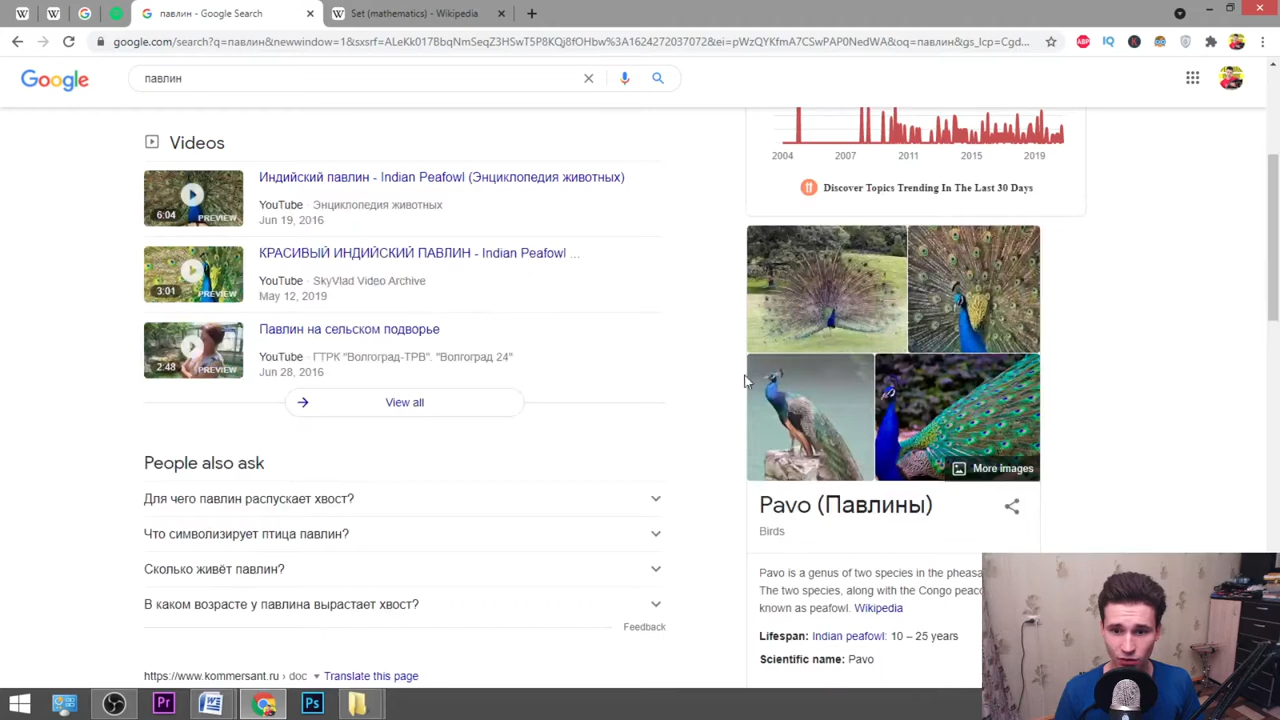 павлин - Google Search
Set (mathematics) - Wikipedia
google.com/search?q=павлин&newwindow=1&sxsrf=ALeKk017BbqNmSeqZ3HSwT5P8KQj8fOHbw%3A1624272037072&ei=pWzQYKfmA7CSwPAP0NedWA&oq=павлин&gs_lcp=Cgd...
Google
павлин
2004 2007 2011 2015 2019
Discover Topics Trending In The Last 30 Days
Videos
6:04
PREVIEW
Индийский павлин - Indian Peafowl (Энциклопедия животных)
YouTube · Энциклопедия животных
Jun 19, 2016
3:01
PREVIEW
КРАСИВЫЙ ИНДИЙСКИЙ ПАВЛИН - Indian Peafowl ...
YouTube · SkyVlad Video Archive
May 12, 2019
2:48
PREVIEW
Павлин на сельском подворье
YouTube · ГТРК "Волгоград-ТРВ". "Волгоград 24"
Jun 28, 2016
View all
People also ask
Для чего павлин распускает хвост?
Что символизирует птица павлин?
Сколько живёт павлин?
В каком возрасте у павлина вырастает хвост?
Feedback
https://www.kommersant.ru › doc Translate this page
More images
Pavo (Павлины)
Birds
Pavo is a genus of two species in the pheasa
The two species, along with the Congo peaco
known as peafowl. Wikipedia
Lifespan: Indian peafowl: 10 – 25 years
Scientific name: Pavo